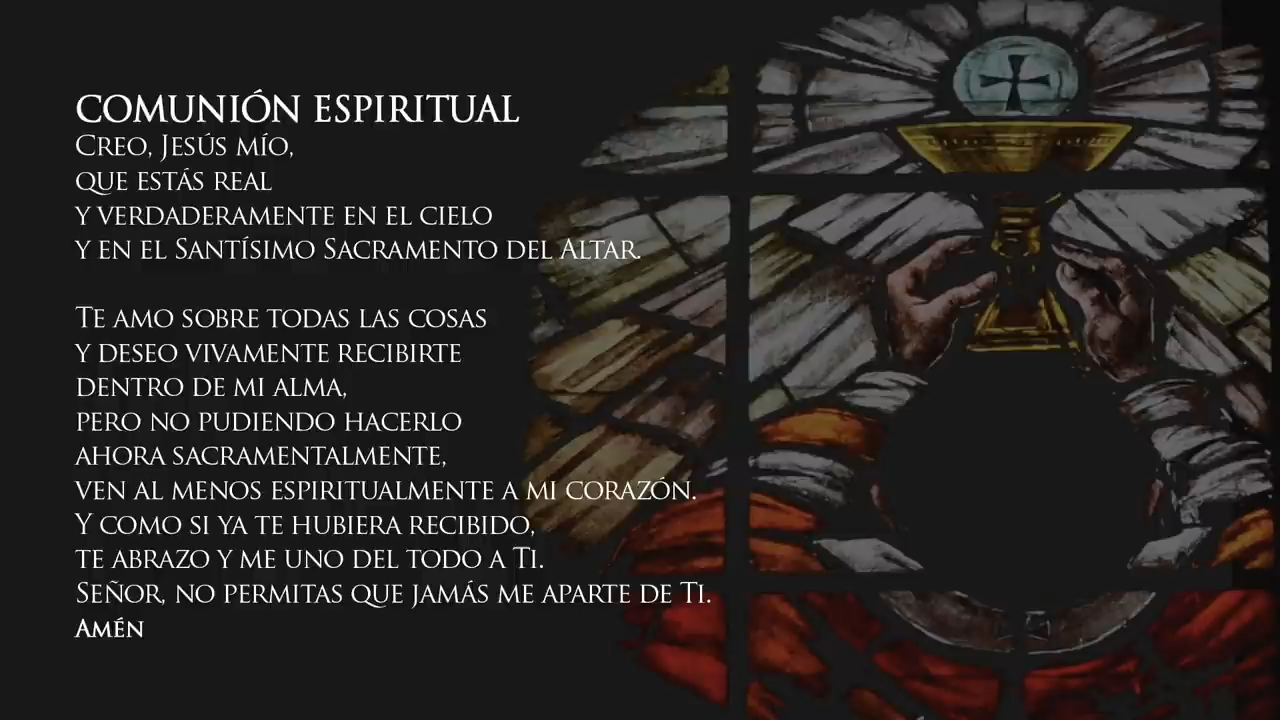 COMUNIÓN ESPIRITUAL
CREO, JESÚS MÍO,
QUE ESTÁS REAL
Y VERDADERAMENTE EN EL CIELO
Y EN EL SANTÍSIMO SACRAMENTO DEL ALTAR.
TE AMO SOBRE TODAS LAS COSAS
Y DESEO VIVAMENTE RECIBIRTE
DENTRO DE MI ALMA,
PERO NO PUDIENDO HACERLO
AHORA SACRAMENTALMENTE,
VEN AL MENOS ESPIRITUALMENTE A MI CORAZÓN.
Y COMO SI YA TE HUBIERA RECIBIDO,
TE ABRAZO Y ME UNO DEL TODO A TI.
SEÑOR, NO PERMITAS QUE JAMÁS ME APARTE DE TI.
AMÉN